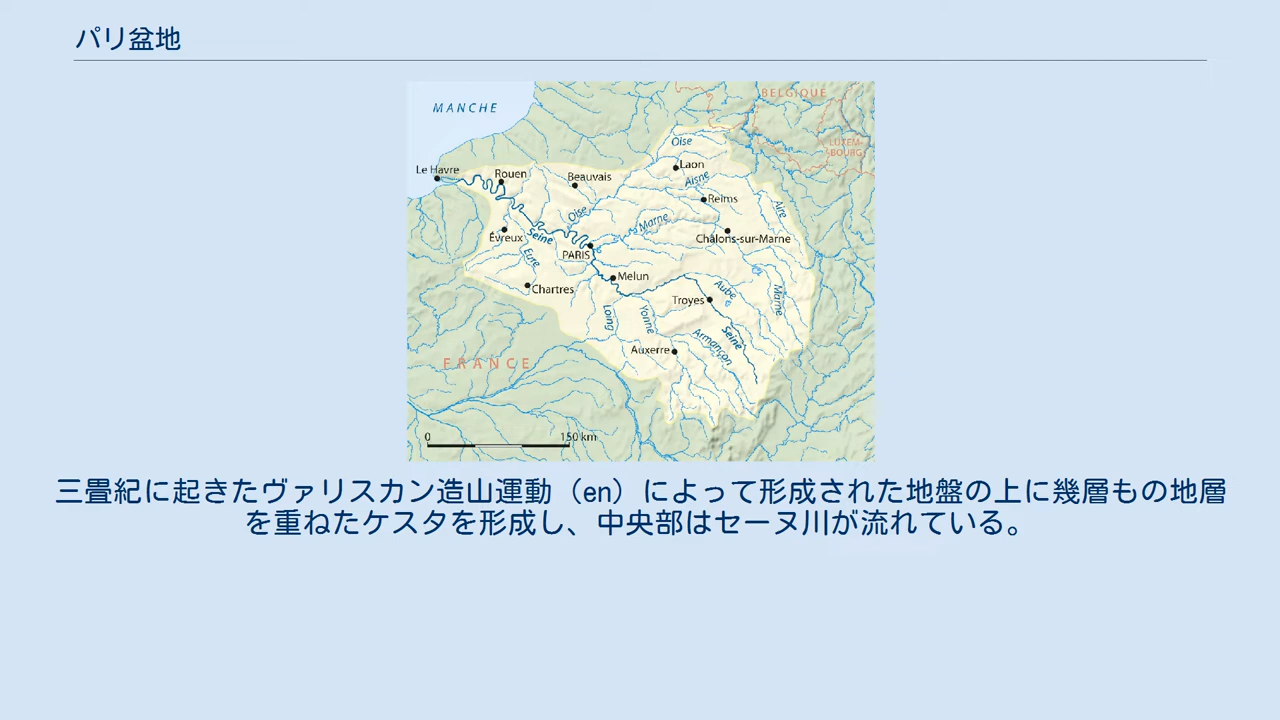 パリ盆地
MANCHE
BELGIQUE
LUXEM-
BOURG
Oise
Laon
Aisne
Le Havre
Rouen
Beauvais
Reims
Aire
Oise
Marne
Évreux
Seine
Châlons-sur-Marne
PARIS
Eure
Melun
Chartres
Troyes
Aube
Marne
Loing
Yonne
Seine
Armançon
Auxerre
FRANCE
0
150 km
三畳紀に起きたヴァリスカン造山運動（en）によって形成された地盤の上に幾層もの地層
を重ねたケスタを形成し、中央部はセーヌ川が流れている。